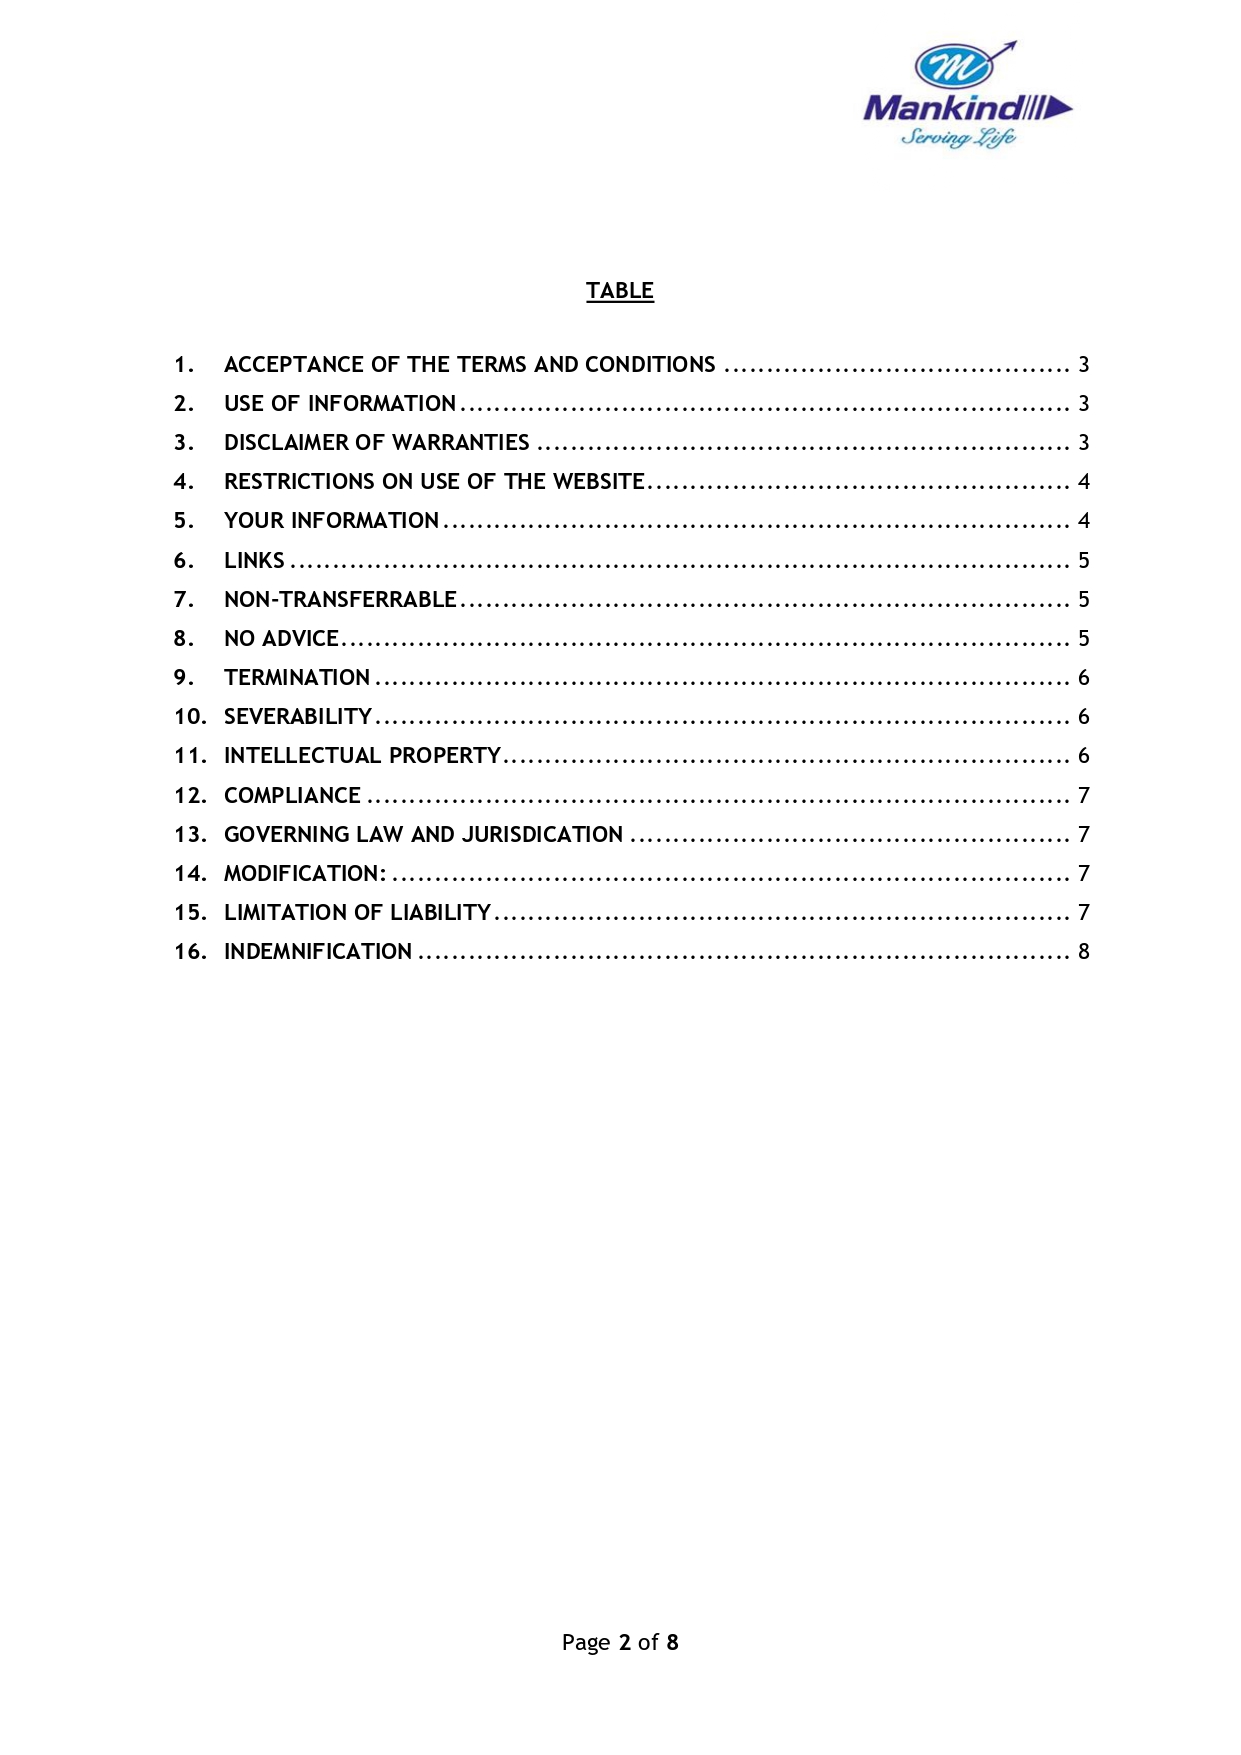 m
Mankind
Serving Life
TABLE
1. ACCEPTANCE OF THE TERMS AND CONDITIONS ........................................ 3
2. USE OF INFORMATION ........................................................................ 3
3. DISCLAIMER OF WARRANTIES ............................................................... 3
4. RESTRICTIONS ON USE OF THE WEBSITE .................................................. 4
5. YOUR INFORMATION .......................................................................... 4
6. LINKS ............................................................................................ 5
7. NON-TRANSFERRABLE ........................................................................ 5
8. NO ADVICE ...................................................................................... 5
9. TERMINATION .................................................................................. 6
10. SEVERABILITY .................................................................................. 6
11. INTELLECTUAL PROPERTY ................................................................... 6
12. COMPLIANCE ................................................................................... 7
13. GOVERNING LAW AND JURISDICATION .................................................... 7
14. MODIFICATION: ................................................................................ 7
15. LIMITATION OF LIABILITY .................................................................... 7
16. INDEMNIFICATION ............................................................................. 8
Page 2 of 8